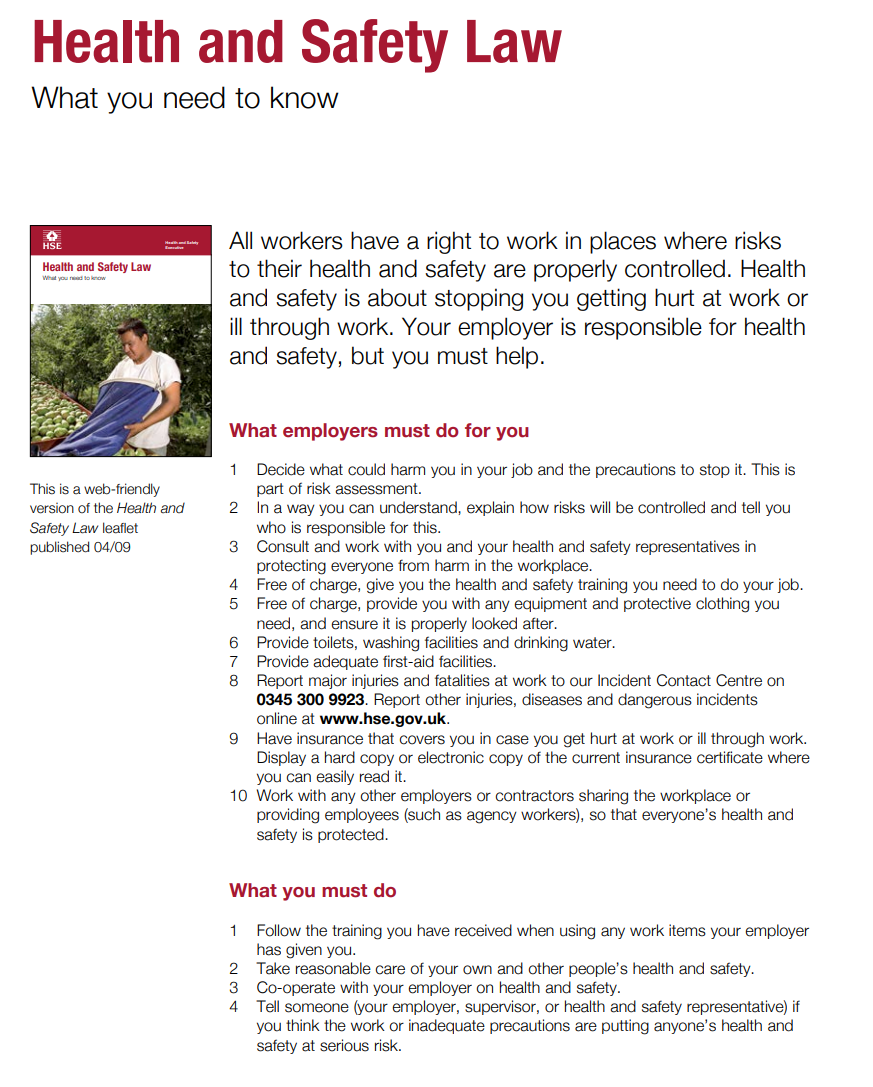 Health and Safety Law
What you need to know
HSE
Health and Safety
Executive
Health and Safety Law
What you need to know
This is a web-friendly
version of the Health and
Safety Law leaflet
published 04/09
All workers have a right to work in places where risks
to their health and safety are properly controlled. Health
and safety is about stopping you getting hurt at work or
ill through work. Your employer is responsible for health
and safety, but you must help.
What employers must do for you
1 Decide what could harm you in your job and the precautions to stop it. This is
part of risk assessment.
2 In a way you can understand, explain how risks will be controlled and tell you
who is responsible for this.
3 Consult and work with you and your health and safety representatives in
protecting everyone from harm in the workplace.
4 Free of charge, give you the health and safety training you need to do your job.
5 Free of charge, provide you with any equipment and protective clothing you
need, and ensure it is properly looked after.
6 Provide toilets, washing facilities and drinking water.
7 Provide adequate first-aid facilities.
8 Report major injuries and fatalities at work to our Incident Contact Centre on
0345 300 9923. Report other injuries, diseases and dangerous incidents
online at www.hse.gov.uk.
9 Have insurance that covers you in case you get hurt at work or ill through work.
Display a hard copy or electronic copy of the current insurance certificate where
you can easily read it.
10 Work with any other employers or contractors sharing the workplace or
providing employees (such as agency workers), so that everyone's health and
safety is protected.
What you must do
1 Follow the training you have received when using any work items your employer
has given you.
2 Take reasonable care of your own and other people's health and safety.
3 Co-operate with your employer on health and safety.
4 Tell someone (your employer, supervisor, or health and safety representative) if
you think the work or inadequate precautions are putting anyone's health and
safety at serious risk.